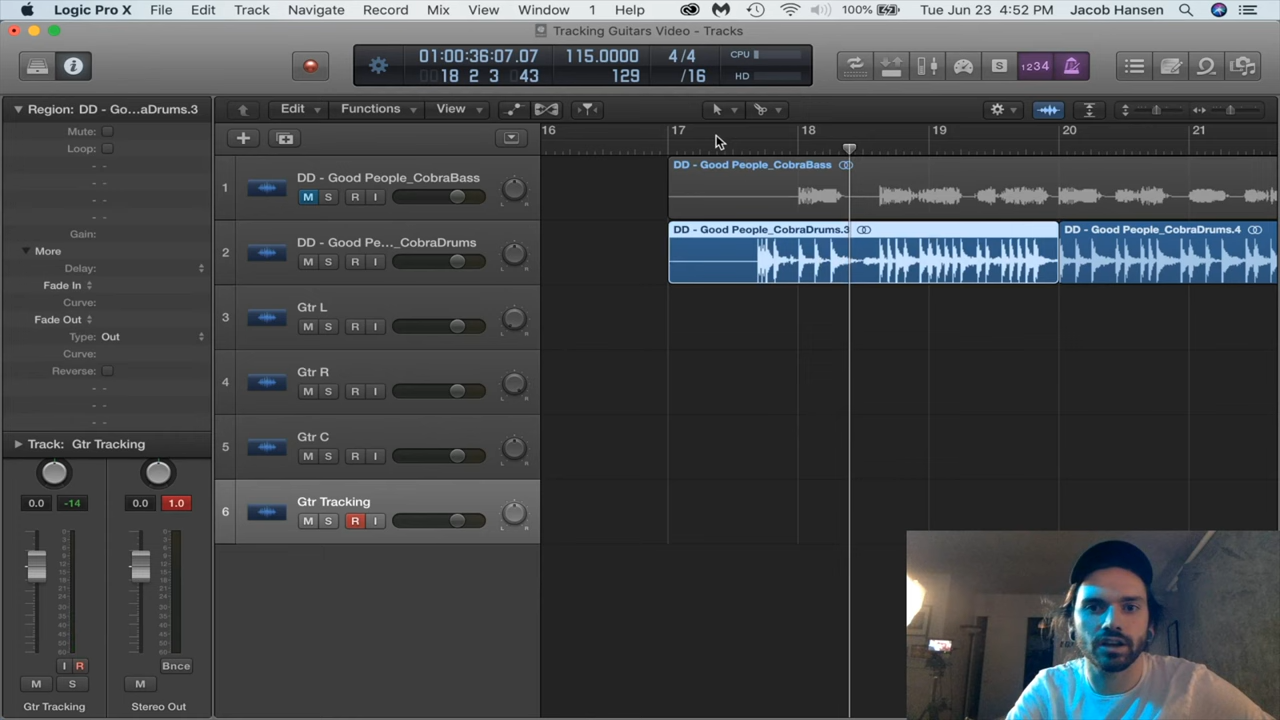 Logic Pro X File Edit Track Navigate Record Mix View Window 1 Help 100% Tue Jun 23 4:52 PM Jacob Hansen
Tracking Guitars Video - Tracks
01:00:36:07.07 115.0000 4/4 CPU
18 2 3 43 129 /16 HD
S 1234
Region: DD - Go...aDrums.3
Mute:
Loop:
Gain:
More
Delay:
Fade In
Curve:
Fade Out
Type: Out
Curve:
Reverse:
Track: Gtr Tracking
0.0 -14 0.0 1.0
I R Bnce
M S M
Gtr Tracking Stereo Out
Edit Functions View
16 17 18 19 20 21
1 DD - Good People_CobraBass
M S R I
L R
DD - Good People_CobraBass
2 DD - Good Pe..._CobraDrums
M S R I
L R
DD - Good People_CobraDrums.3 DD - Good People_CobraDrums.4
3 Gtr L
M S R I
L R
4 Gtr R
M S R I
L R
5 Gtr C
M S R I
L R
6 Gtr Tracking
M S R I
L R